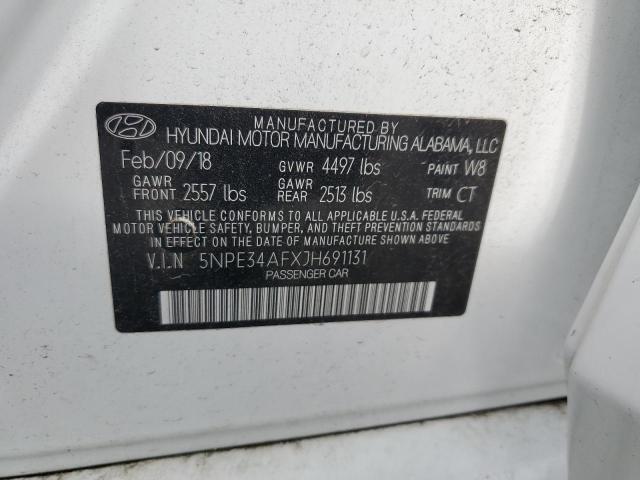 MANUFACTURED BY
HYUNDAI MOTOR MANUFACTURING ALABAMA, LLC
Feb/09/18 GVWR 4497 lbs PAINT W8
GAWR FRONT 2557 lbs GAWR REAR 2513 lbs TRIM CT
THIS VEHICLE CONFORMS TO ALL APPLICABLE U.S.A. FEDERAL
MOTOR VEHICLE SAFETY, BUMPER, AND THEFT PREVENTION STANDARDS
IN EFFECT ON THE DATE OF MANUFACTURE SHOWN ABOVE.
V.I.N 5NPE34AFXJH691131
PASSENGER CAR